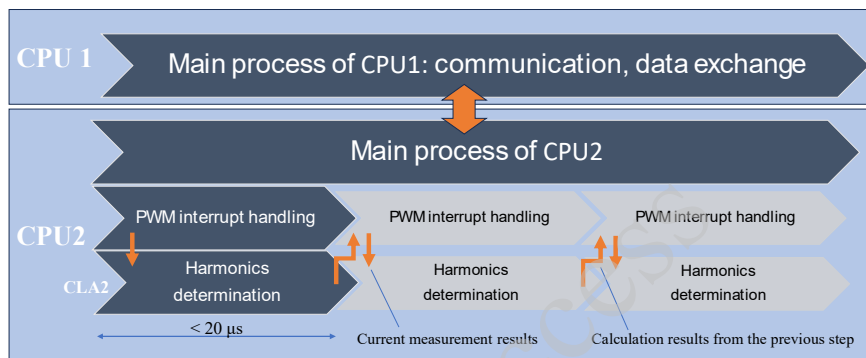 CPU 1
Main process of CPU1: communication, data exchange
Main process of CPU2
CPU2
PWM interrupt handling
PWM interrupt handling
PWM interrupt handling
CLA2
Harmonics
determination
Harmonics
determination
Harmonics
determination
< 20 μs
Current measurement results
Calculation results from the previous step